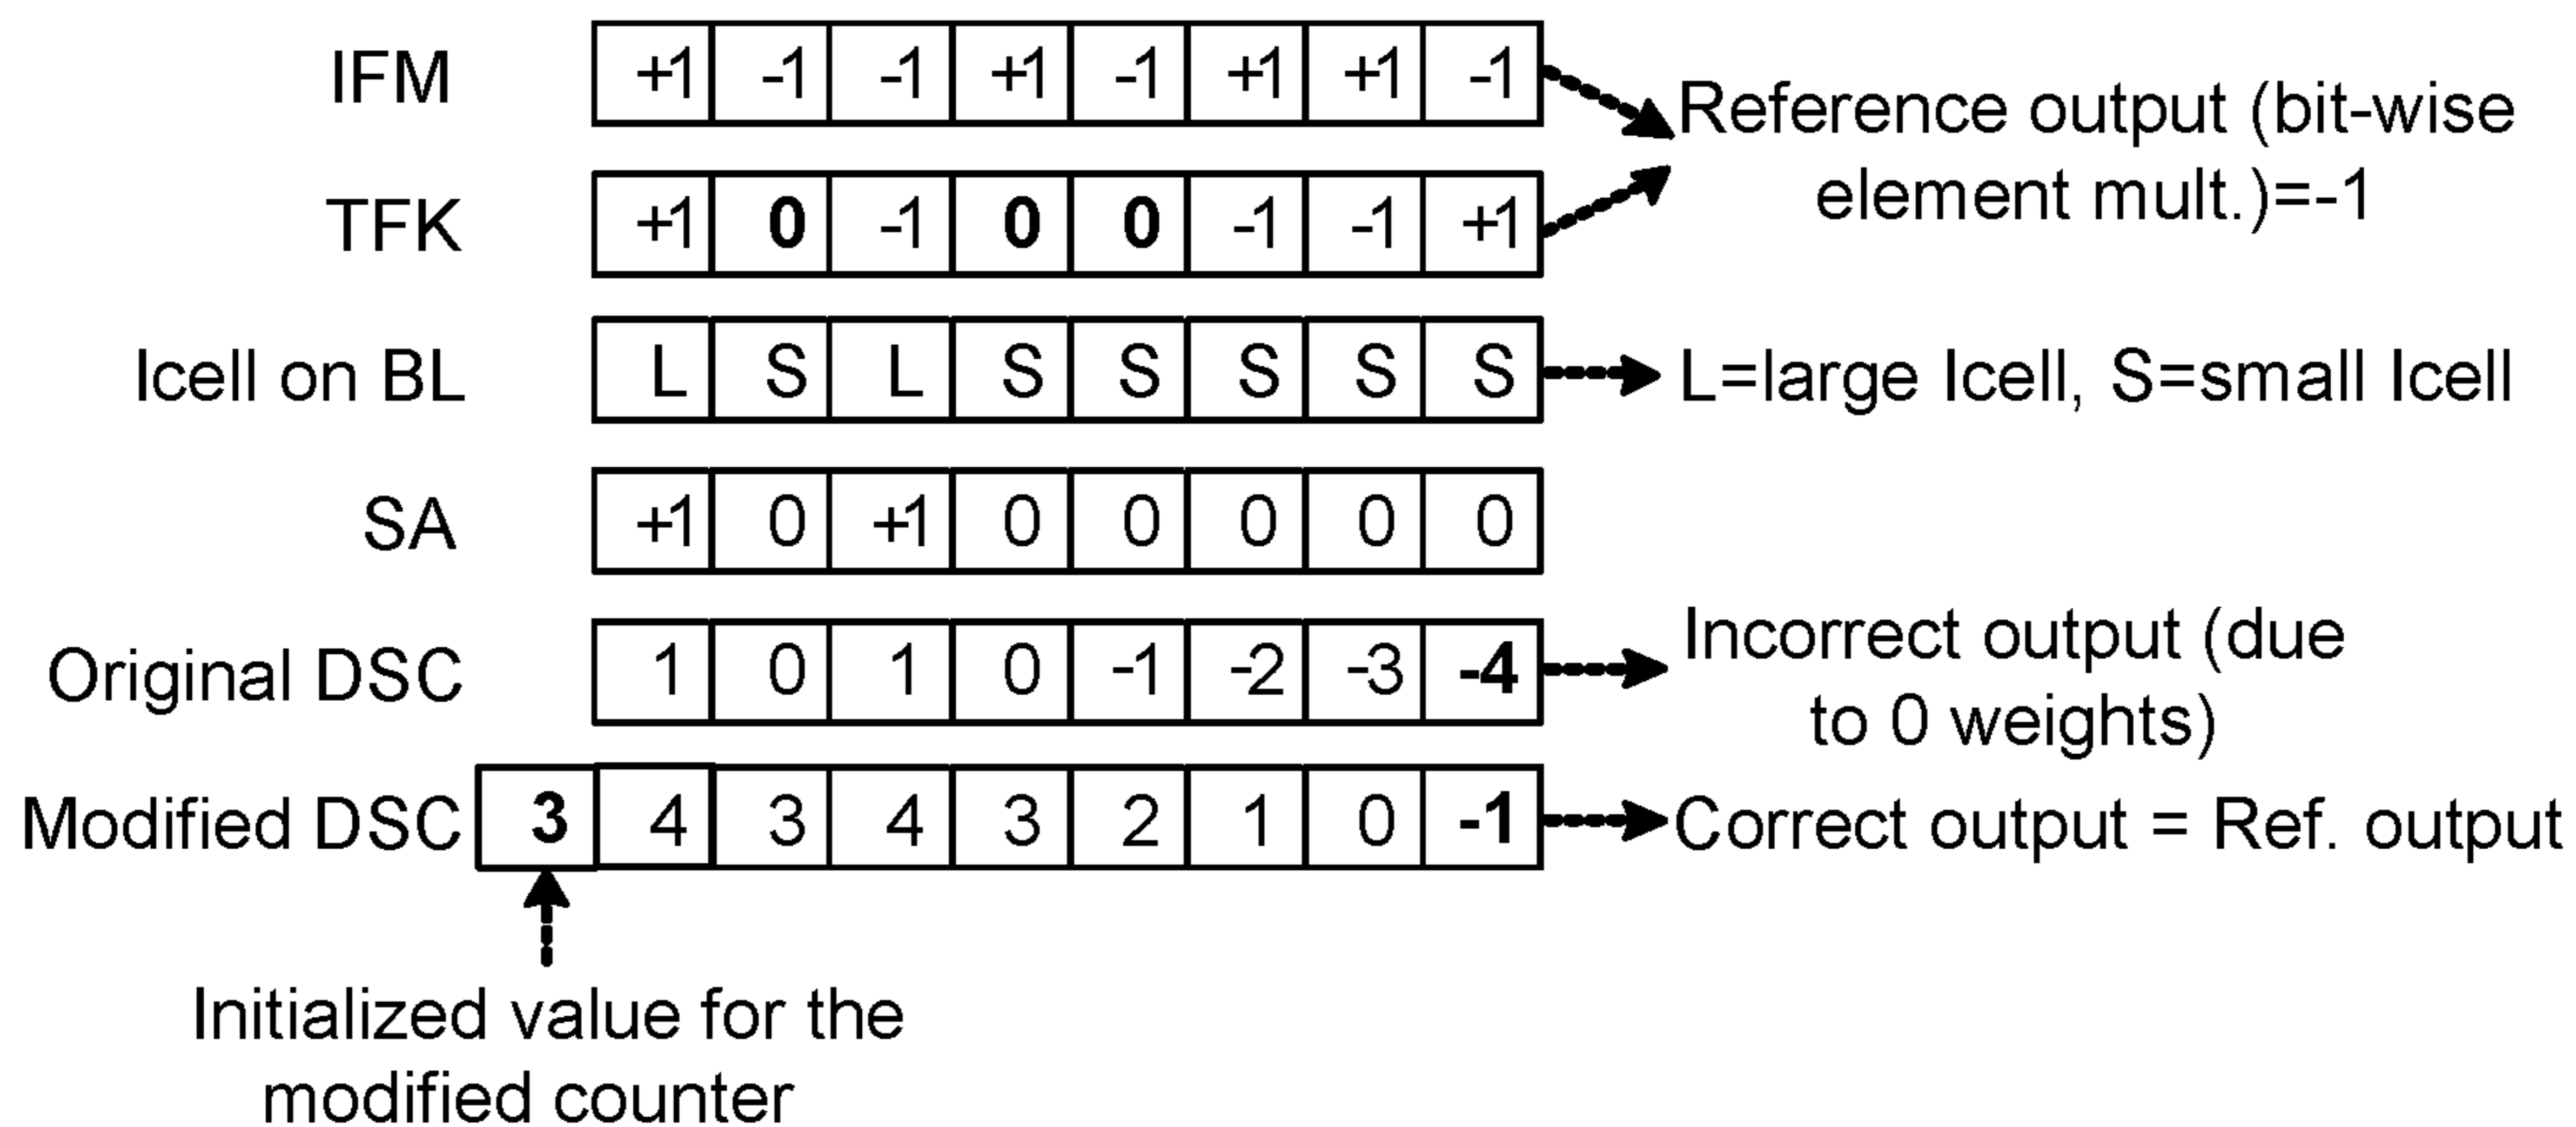 IFM +1 -1 -1 +1 -1 +1 +1 -1
Reference output (bit-wise
element mult.)=-1
TFK +1 0 -1 0 0 -1 -1 +1
Icell on BL L S L S S S S S
L=large Icell, S=small Icell
SA +1 0 +1 0 0 0 0 0
Original DSC 1 0 1 0 -1 -2 -3 -4
Incorrect output (due
to 0 weights)
Modified DSC 3 4 3 4 3 2 1 0 -1
Correct output = Ref. output
Initialized value for the
modified counter